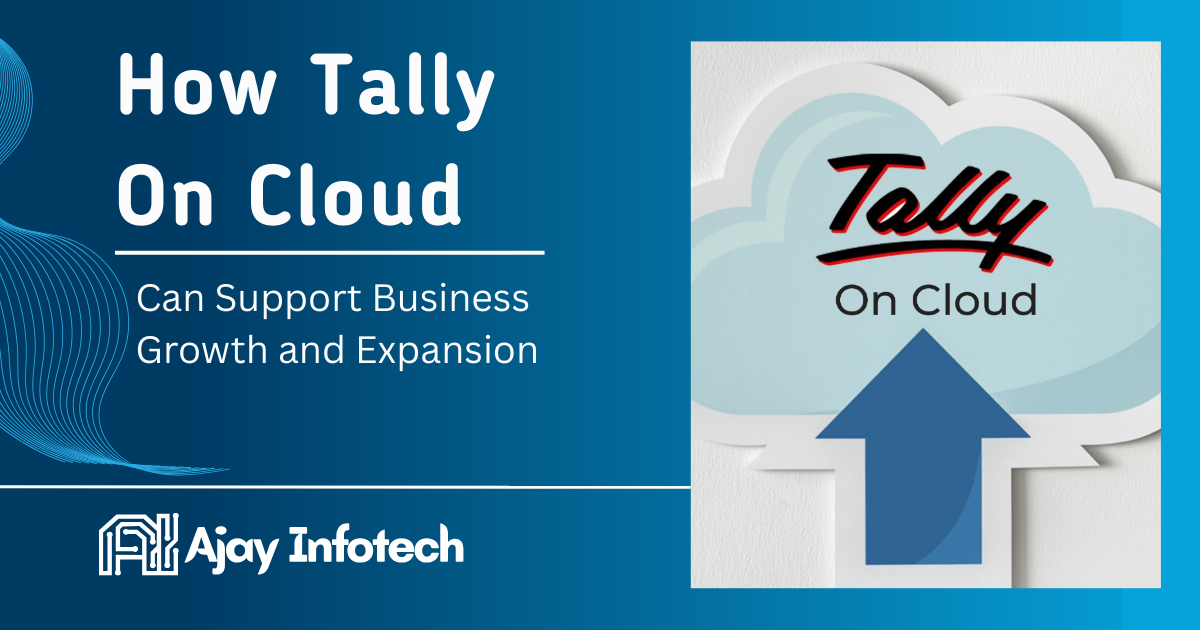 How Tally
On Cloud
Can Support Business
Growth and Expansion
Ajay Infotech
Tally
On Cloud